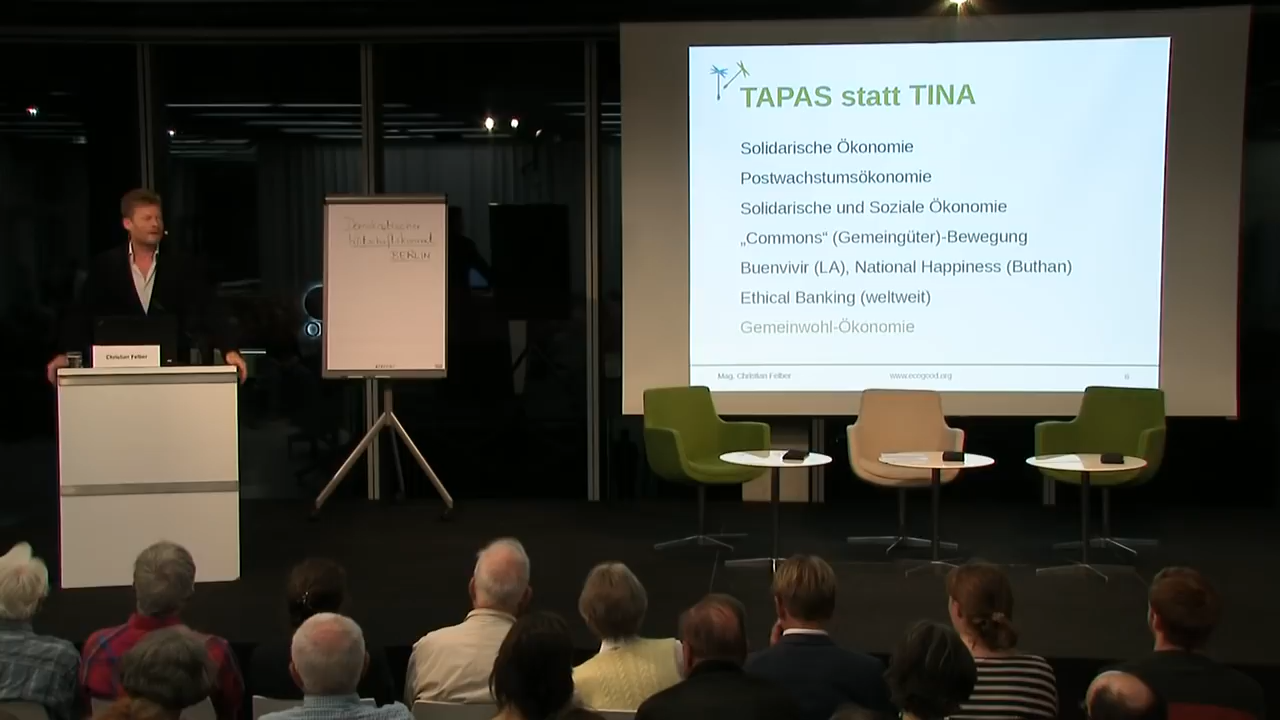 TAPAS statt TINA
Solidarische Ökonomie
Postwachstumsökonomie
Solidarische und Soziale Ökonomie
„Commons“ (Gemeingüter)-Bewegung
Buenvivir (LA), National Happiness (Buthan)
Ethical Banking (weltweit)
Gemeinwohl-Ökonomie
Mag. Christian Felber
www.ecogood.org
Demokratischer
BERLIN
Christian Felber